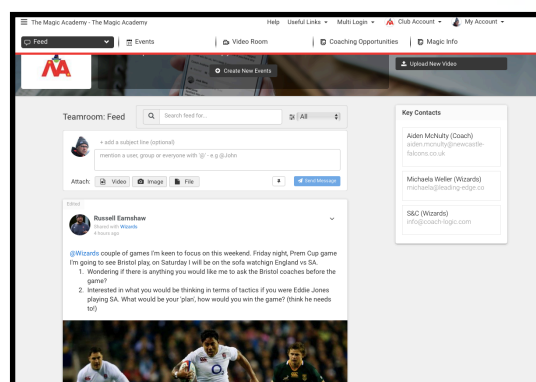 The Magic Academy - The Magic Academy
Help Useful Links Multi Login Club Account My Account
Feed Events Video Room Coaching Opportunities Magic Info
Create New Events
Upload New Video
Teamroom: Feed Search feed for... All
+ add a subject line (optional)
mention a user, group or everyone with '@' - e.g @John
Attach: Video Image File Send Message
Key Contacts
Aiden McNulty (Coach)
aiden.mcnulty@newcastle-
falcons.co.uk
Michaela Weller (Wizards)
michaela@leading-edge.co
S&C (Wizards)
info@coach-logic.com
Edited
Russell Earnshaw
Shared with Wizards
4 hours ago
@Wizards couple of games I'm keen to focus on this weekend. Friday night, Prem Cup game
I'm going to see Bristol play, on Saturday I will be on the sofa watchign England vs SA.
1. Wondering if there is anything you would like me to ask the Bristol coaches before the
game?
2. Interested in what you would be thinking in terms of tactics if you were Eddie Jones
playing SA. What would be your 'plan', how would you win the game? (think he needs
to!)